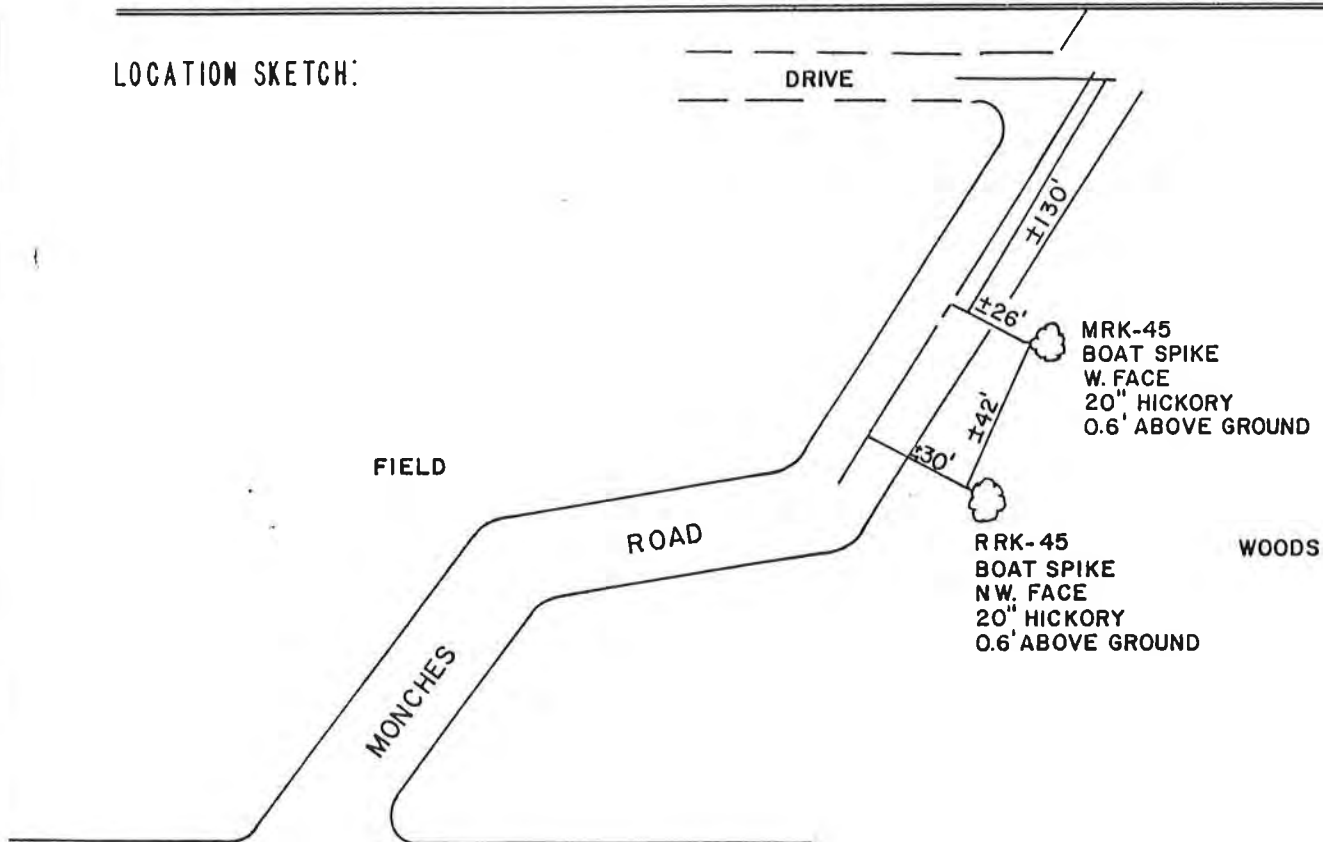 LOCATION SKETCH:
DRIVE
±130'
±26'
MRK-45
BOAT SPIKE
W. FACE
20" HICKORY
0.6' ABOVE GROUND
±42'
±30'
FIELD
ROAD
RRK-45
BOAT SPIKE
NW. FACE
20" HICKORY
0.6' ABOVE GROUND
WOODS
MONCHES